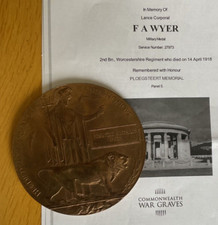 In Memory Of
Lance Corporal
F A WYER
Military Medal
Service Number: 27973
2nd Bn., Worcestershire Regiment who died on 14 April 1918
Remembered with Honour
PLOEGSTEERT MEMORIAL
Panel 5
COMMONWEALTH
WAR GRAVES